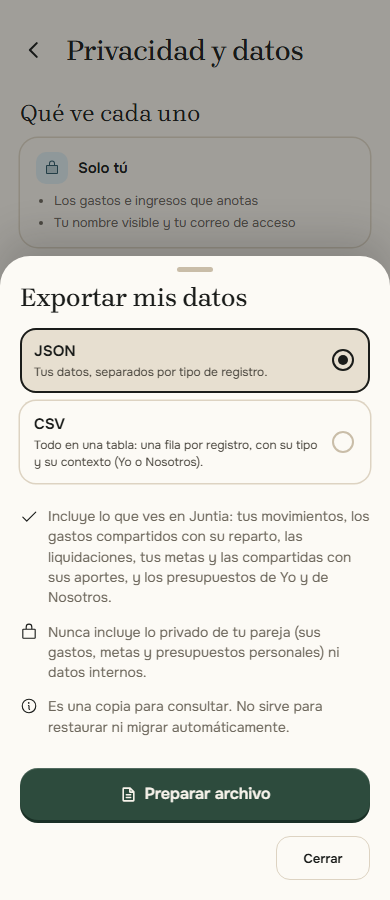 Privacidad y datos
Qué ve cada uno
Solo tú
• Los gastos e ingresos que anotas
• Tu nombre visible y tu correo de acceso
Exportar mis datos
JSON
Tus datos, separados por tipo de registro.
CSV
Todo en una tabla: una fila por registro, con su tipo
y su contexto (Yo o Nosotros).
Incluye lo que ves en Juntia: tus movimientos, los
gastos compartidos con su reparto, las
liquidaciones, tus metas y las compartidas con
sus aportes, y los presupuestos de Yo y de
Nosotros.
Nunca incluye lo privado de tu pareja (sus
gastos, metas y presupuestos personales) ni
datos internos.
Es una copia para consultar. No sirve para
restaurar ni migrar automáticamente.
Preparar archivo
Cerrar